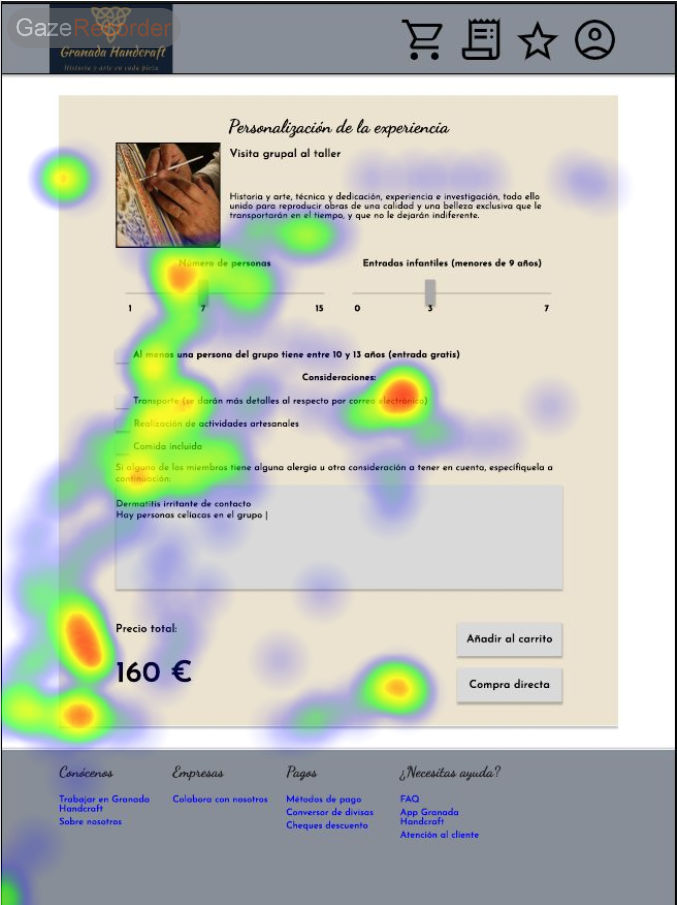 GazeRecorder
Granada Handcraft
Historia y arte en cada pieza
Personalización de la experiencia
Visita grupal al taller
Historia y arte, técnica y dedicación, experiencia e investigación, todo ello
unido para reproducir obras de una calidad y una belleza exclusiva que le
transportarán en el tiempo, y que no le dejarán indiferente.
Número de personas
Entradas infantiles (menores de 9 años)
1 7 15
0 3 7
Al menos una persona del grupo tiene entre 10 y 13 años (entrada gratis)
Consideraciones:
Transporte (se darán más detalles al respecto por correo electrónico)
Realización de actividades artesanales
Comida incluida
Si alguno de los miembros tiene alguna alergia u otra consideración a tener en cuenta, especifíquela a
continuación:
Dermatitis irritante de contacto
Hay personas celíacas en el grupo |
Precio total:
160 €
Añadir al carrito
Compra directa
Conócenos
Trabajar en Granada
Handcraft
Sobre nosotros
Empresas
Colabora con nosotros
Pagos
Métodos de pago
Conversor de divisas
Cheques descuento
¿Necesitas ayuda?
FAQ
App Granada
Handcraft
Atención al cliente